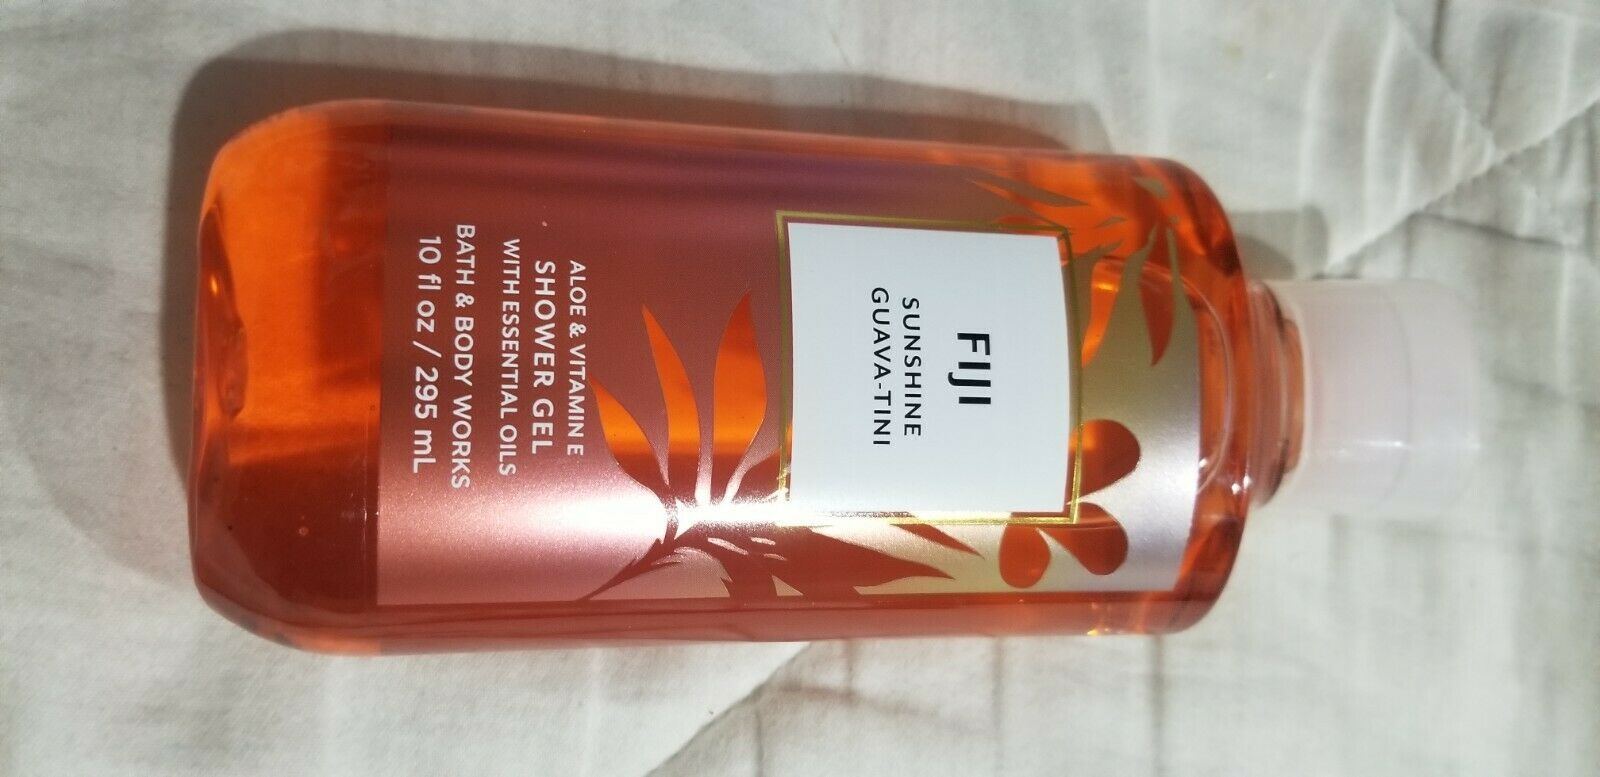 FIJI
SUNSHINE
GUAVA-TINI
ALOE & VITAMIN E
SHOWER GEL
WITH ESSENTIAL OILS
BATH & BODY WORKS
10 fl oz / 295 mL